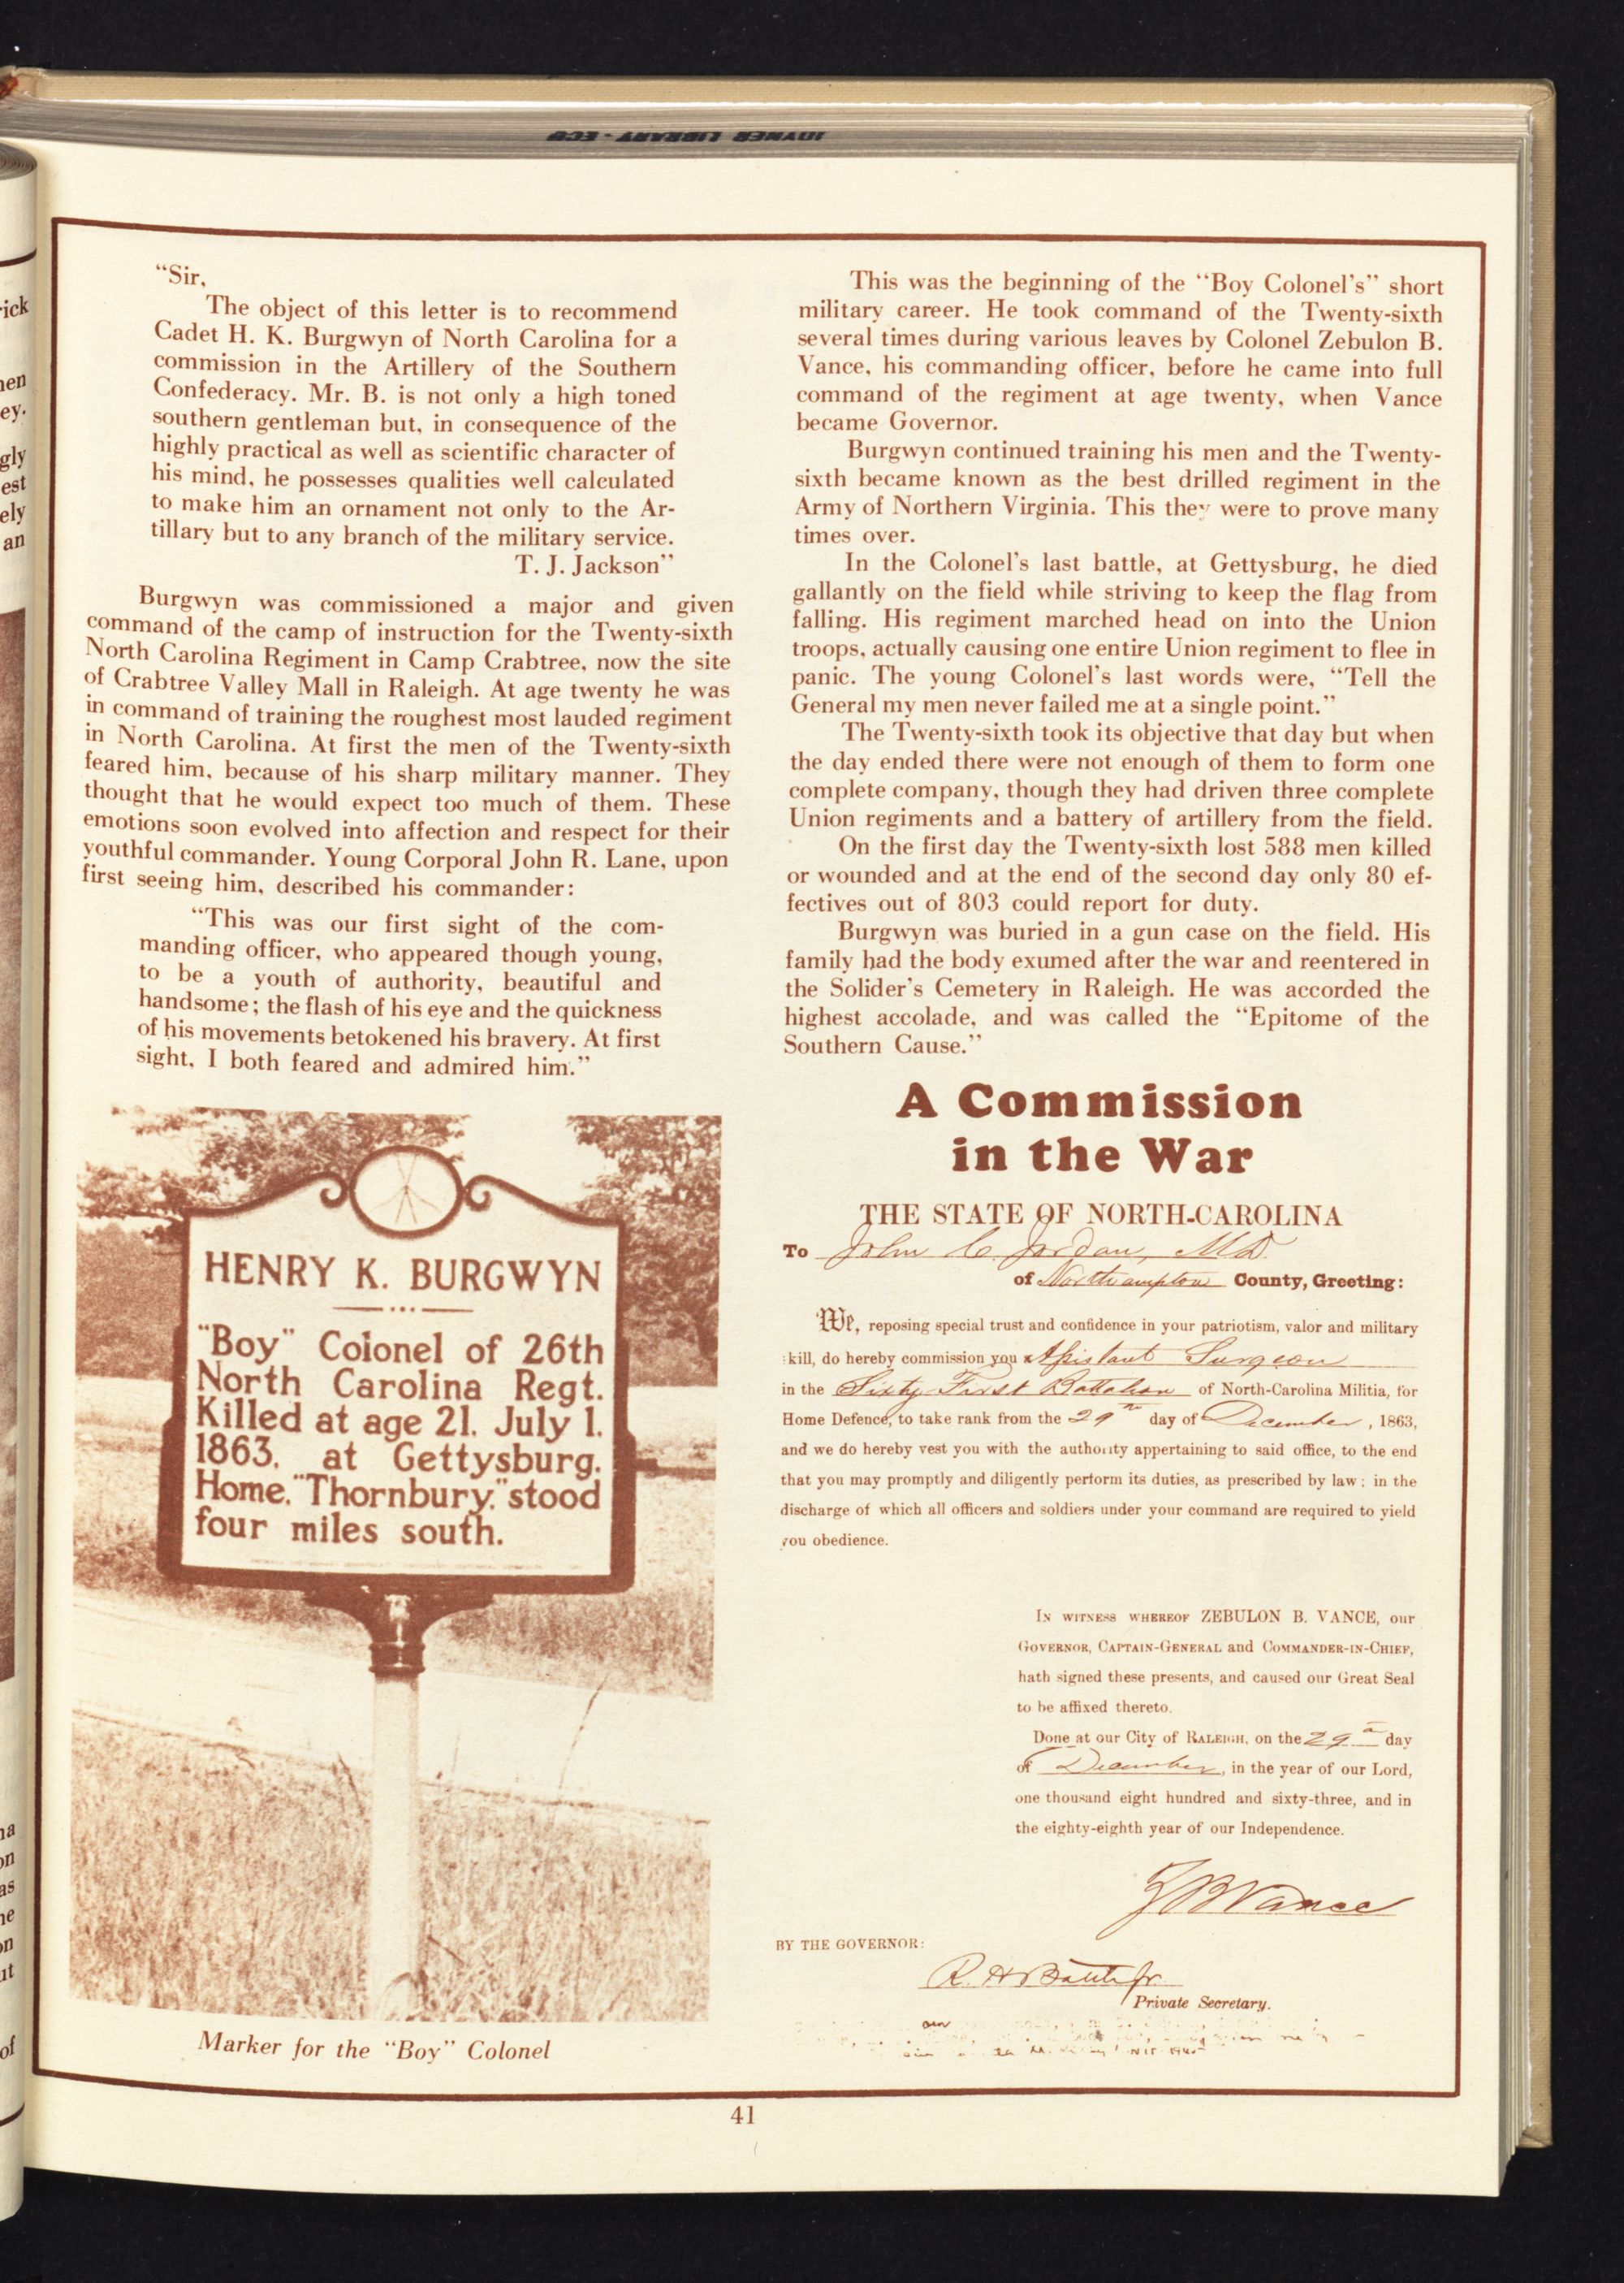 JOYNER LIBRARY - ECU
“Sir,
The object of this letter is to recommend
Cadet H. K. Burgwyn of North Carolina for a
commission in the Artillery of the Southern
Confederacy. Mr. B. is not only a high toned
southern gentleman but, in consequence of the
highly practical as well as scientific character of
his mind, he possesses qualities well calculated
to make him an ornament not only to the Ar-
tillary but to any branch of the military service.
T. J. Jackson”
Burgwyn was commissioned a major and given
command of the camp of instruction for the Twenty-sixth
North Carolina Regiment in Camp Crabtree, now the site
of Crabtree Valley Mall in Raleigh. At age twenty he was
in command of training the roughest most lauded regiment
in North Carolina. At first the men of the Twenty-sixth
feared him, because of his sharp military manner. They
thought that he would expect too much of them. These
emotions soon evolved into affection and respect for their
youthful commander. Young Corporal John R. Lane, upon
first seeing him, described his commander:
“This was our first sight of the com-
manding officer, who appeared though young,
to be a youth of authority, beautiful and
handsome; the flash of his eye and the quickness
of his movements betokened his bravery. At first
sight, I both feared and admired him.”
HENRY K. BURGWYN
"Boy" Colonel of 26th
North Carolina Regt.
Killed at age 21, July 1,
1863, at Gettysburg.
Home, "Thornbury," stood
four miles south.
Marker for the “Boy” Colonel
This was the beginning of the “Boy Colonel’s” short
military career. He took command of the Twenty-sixth
several times during various leaves by Colonel Zebulon B.
Vance, his commanding officer, before he came into full
command of the regiment at age twenty, when Vance
became Governor.
Burgwyn continued training his men and the Twenty-
sixth became known as the best drilled regiment in the
Army of Northern Virginia. This they were to prove many
times over.
In the Colonel’s last battle, at Gettysburg, he died
gallantly on the field while striving to keep the flag from
falling. His regiment marched head on into the Union
troops, actually causing one entire Union regiment to flee in
panic. The young Colonel’s last words were, “Tell the
General my men never failed me at a single point.”
The Twenty-sixth took its objective that day but when
the day ended there were not enough of them to form one
complete company, though they had driven three complete
Union regiments and a battery of artillery from the field.
On the first day the Twenty-sixth lost 588 men killed
or wounded and at the end of the second day only 80 ef-
fectives out of 803 could report for duty.
Burgwyn was buried in a gun case on the field. His
family had the body exumed after the war and reentered in
the Solider’s Cemetery in Raleigh. He was accorded the
highest accolade, and was called the “Epitome of the
Southern Cause.”
A Commission
in the War
THE STATE OF NORTH-CAROLINA
To John C. Jordan, MD.
of Northampton County, Greeting:
We, reposing special trust and confidence in your patriotism, valor and military
skill, do hereby commission you Assistant Surgeon
in the Sixty-First Battalion of North-Carolina Militia, for
Home Defence, to take rank from the 29th day of December, 1863,
and we do hereby vest you with the authority appertaining to said office, to the end
that you may promptly and diligently perform its duties, as prescribed by law; in the
discharge of which all officers and soldiers under your command are required to yield
you obedience.
IN WITNESS WHEREOF ZEBULON B. VANCE, our
GOVERNOR, CAPTAIN-GENERAL and COMMANDER-IN-CHIEF,
hath signed these presents, and caused our Great Seal
to be affixed thereto.
Done at our City of RALEIGH, on the 29th day
of December, in the year of our Lord,
one thousand eight hundred and sixty-three, and in
the eighty-eighth year of our Independence.
Z B Vance
BY THE GOVERNOR:
R. H. Battle Jr.
Private Secretary.
41
rick
ey.
est
ely
an
of